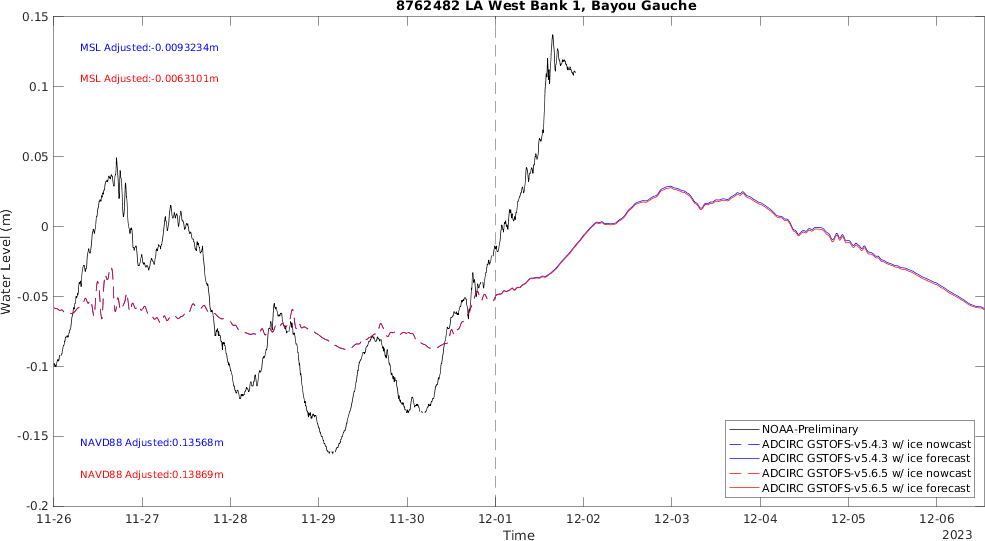 8762482 LA West Bank 1, Bayou Gauche
MSL Adjusted:-0.0093234m
MSL Adjusted:-0.0063101m
NAVD88 Adjusted:0.13568m
NAVD88 Adjusted:0.13869m
Water Level (m)
0.15
0.1
0.05
0
-0.05
-0.1
-0.15
-0.2
NOAA-Preliminary
ADCIRC GSTOFS-v5.4.3 w/ ice nowcast
ADCIRC GSTOFS-v5.4.3 w/ ice forecast
ADCIRC GSTOFS-v5.6.5 w/ ice nowcast
ADCIRC GSTOFS-v5.6.5 w/ ice forecast
11-26 11-27 11-28 11-29 11-30 12-01 12-02 12-03 12-04 12-05 12-06
Time
2023